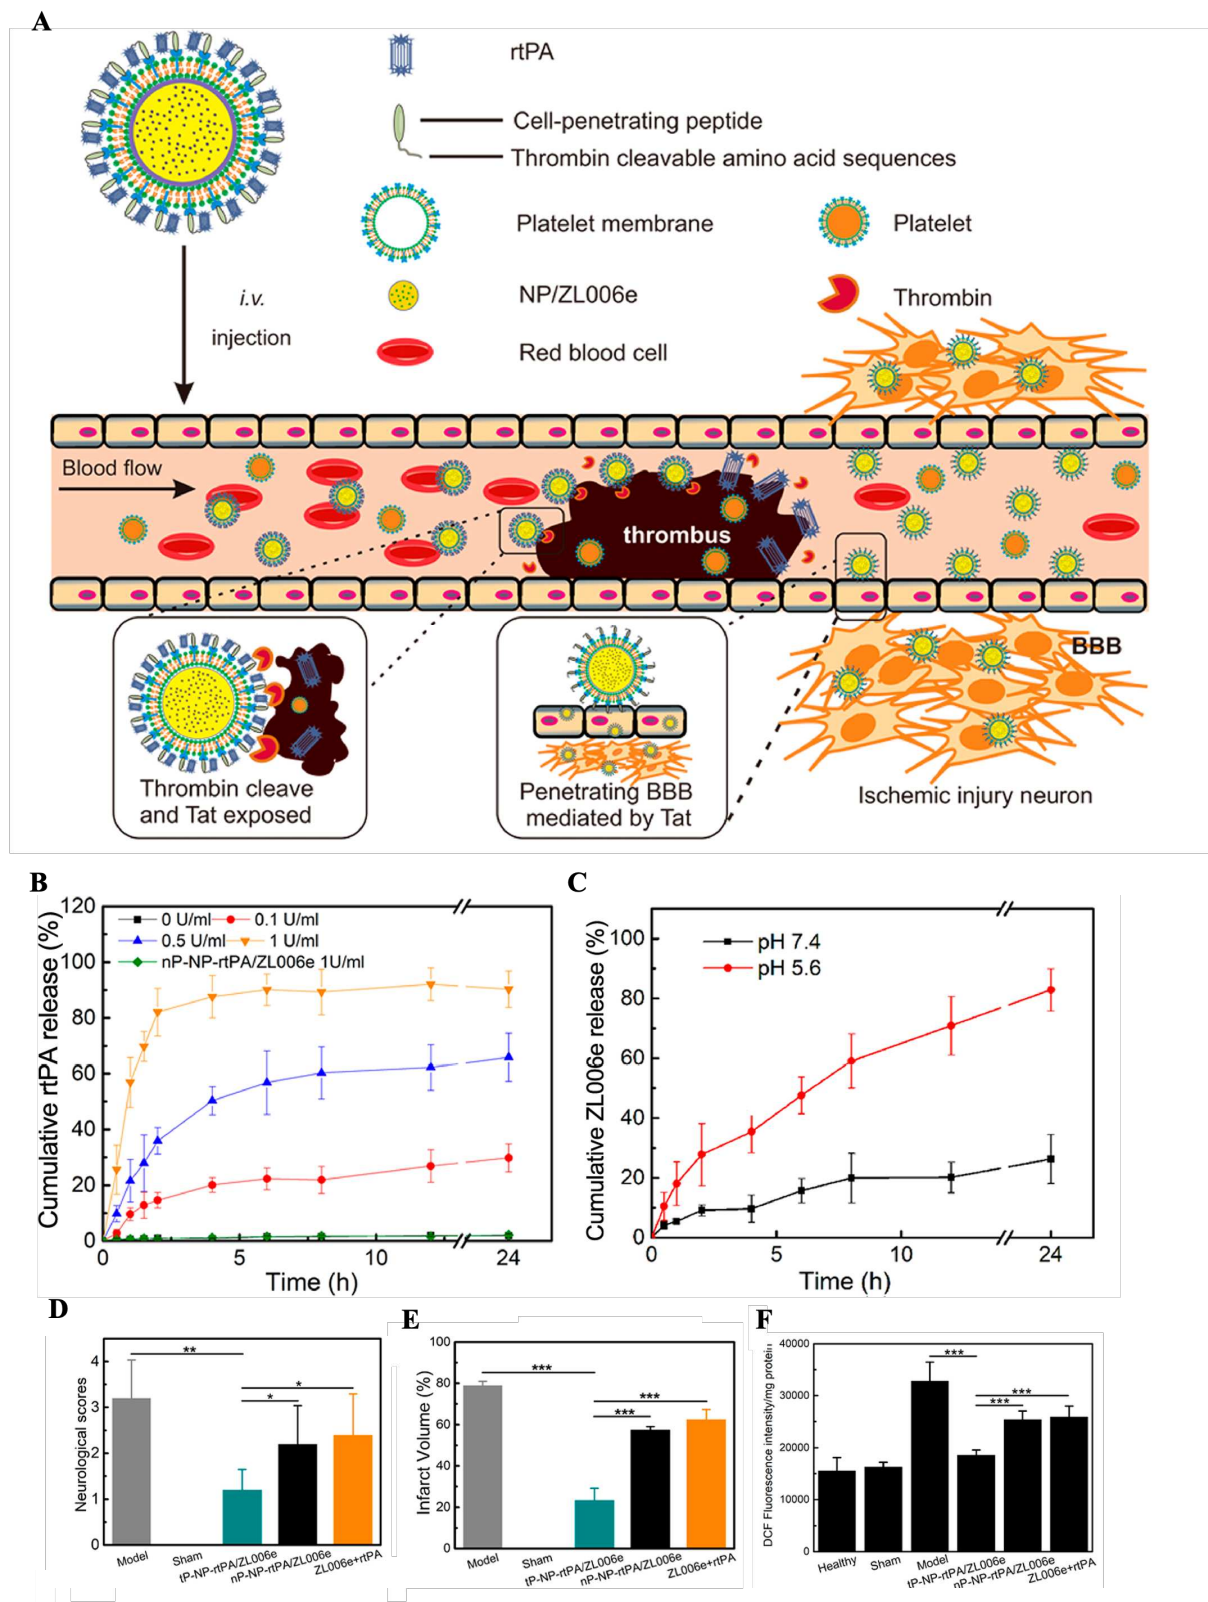 A
rtPA
Cell-penetrating peptide
Thrombin cleavable amino acid sequences
Platelet membrane
Platelet
NP/ZL006e
Thrombin
Red blood cell
i.v.
injection
Blood flow
thrombus
BBB
Thrombin cleave
and Tat exposed
Penetrating BBB
mediated by Tat
Ischemic injury neuron
B
Cumulative rtPA release (%)
120
100
80
60
40
20
0
0 U/ml
0.1 U/ml
0.5 U/ml
1 U/ml
nP-NP-rtPA/ZL006e 1U/ml
0
5
10
24
Time (h)
C
Cumulative ZL006e release (%)
100
80
60
40
20
0
pH 7.4
pH 5.6
0
5
10
24
Time (h)
D
Neurological scores
4
3
2
1
0
**
*
*
Model
Sham
tP-NP-rtPA/ZL006e
nP-NP-rtPA/ZL006e
ZL006e+rtPA
E
Infarct Volume (%)
100
80
60
40
20
0
***
***
***
Model
Sham
tP-NP-rtPA/ZL006e
nP-NP-rtPA/ZL006e
ZL006e+rtPA
F
DCF Fluorescence intensity/mg protein
40000
30000
20000
10000
0
***
***
***
Healthy
Sham
Model
tP-NP-rtPA/ZL006e
nP-NP-rtPA/ZL006e
ZL006e+rtPA